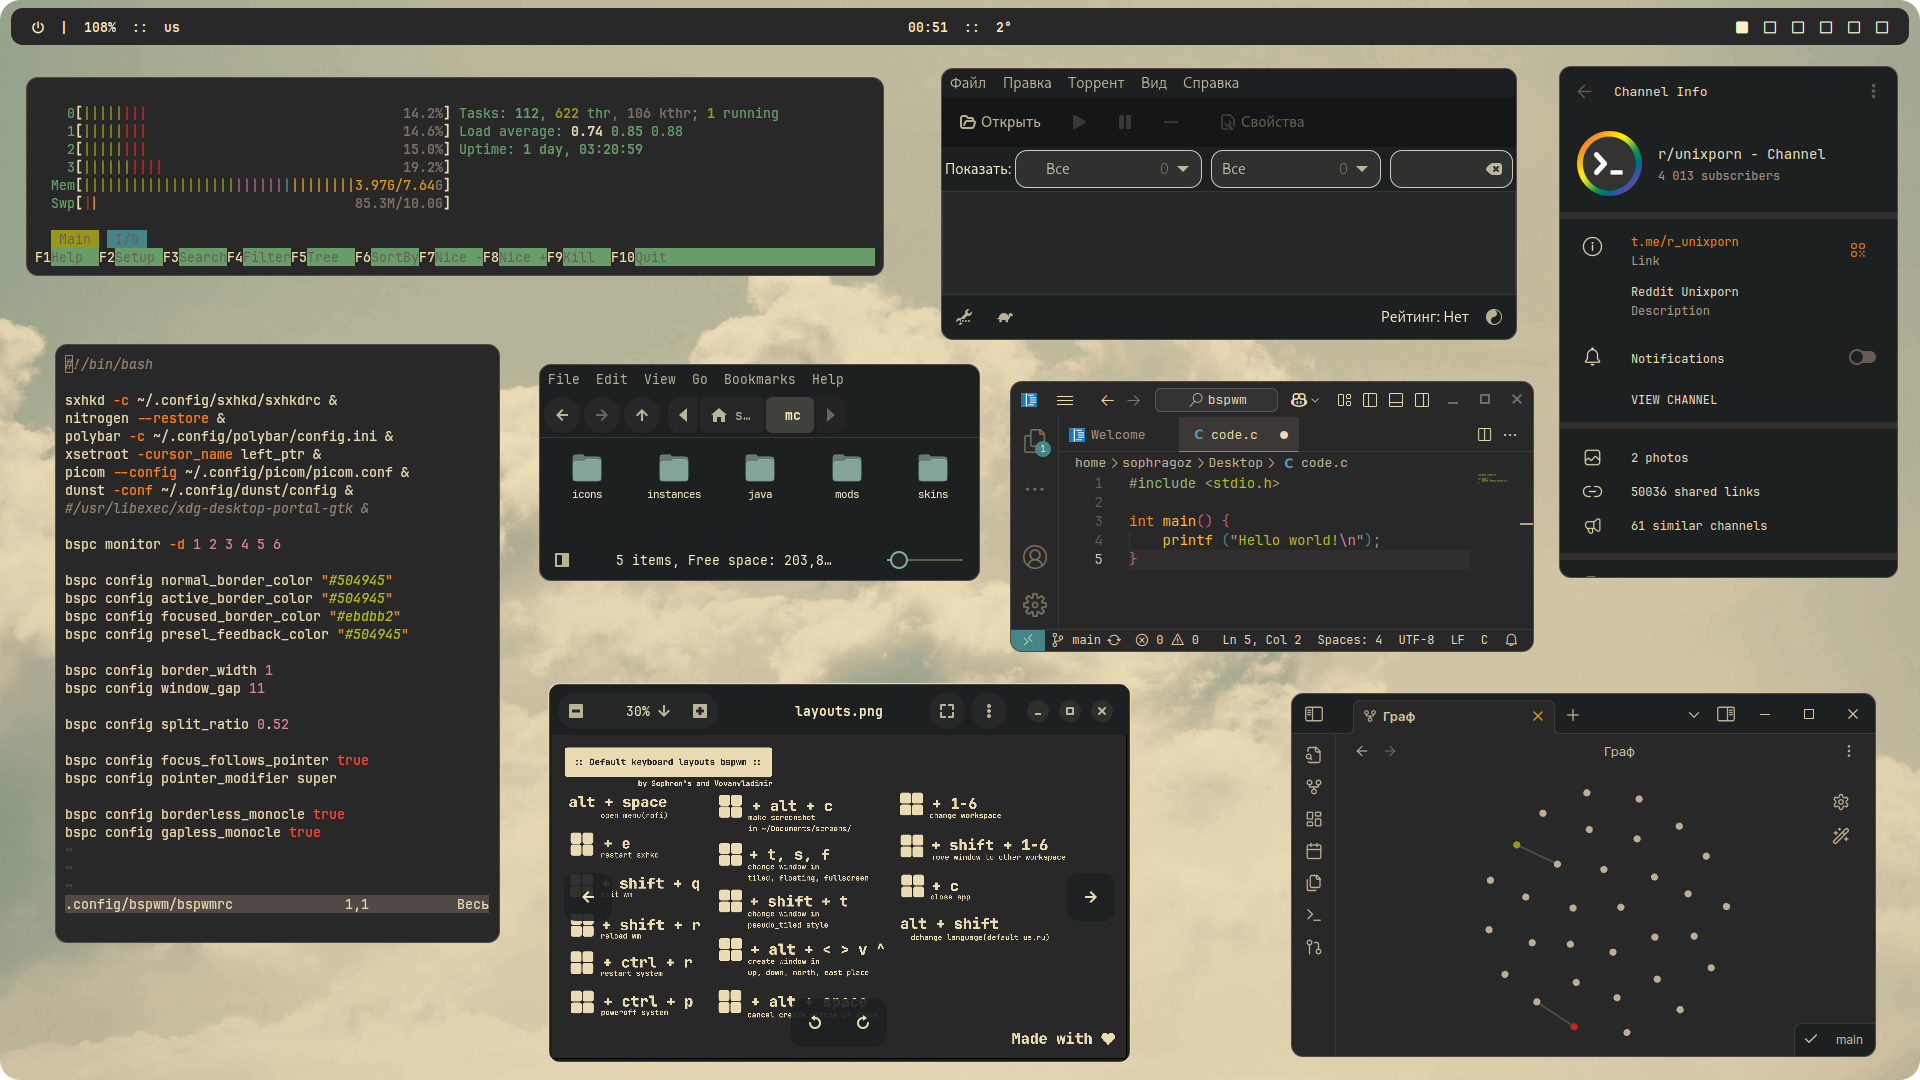 | 108% :: us
00:51 :: 2°
0[|||||||| 14.2%]
1[|||||||| 14.6%]
2[|||||||| 15.0%]
3[|||||||||| 19.2%]
Mem[||||||||||||||||||||||||||||||||||3.97G/7.64G]
Swp[|| 85.3M/10.0G]
Tasks: 112, 622 thr, 106 kthr; 1 running
Load average: 0.74 0.85 0.88
Uptime: 1 day, 03:20:59
Main I/O
F1Help F2Setup F3SearchF4FilterF5Tree F6SortByF7Nice -F8Nice +F9Kill F10Quit
#!/bin/bash
sxhkd -c ~/.config/sxhkd/sxhkdrc &
nitrogen --restore &
polybar -c ~/.config/polybar/config.ini &
xsetroot -cursor_name left_ptr &
picom --config ~/.config/picom/picom.conf &
dunst -conf ~/.config/dunst/config &
#/usr/libexec/xdg-desktop-portal-gtk &
bspc monitor -d 1 2 3 4 5 6
bspc config normal_border_color "#504945"
bspc config active_border_color "#504945"
bspc config focused_border_color "#ebdbb2"
bspc config presel_feedback_color "#504945"
bspc config border_width 1
bspc config window_gap 11
bspc config split_ratio 0.52
bspc config focus_follows_pointer true
bspc config pointer_modifier super
bspc config borderless_monocle true
bspc config gapless_monocle true
~
~
~
.config/bspwm/bspwmrc 1,1 Весь
File Edit View Go Bookmarks Help
s… mc
icons instances java mods skins
5 items, Free space: 203,8…
Файл Правка Торрент Вид Справка
Открыть Свойства
Показать: Все 0 Все 0
Рейтинг: Нет
bspwm
1
Welcome C code.c
home > sophragoz > Desktop > C code.c
1 #include <stdio.h>
2
3 int main() {
4 printf ("Hello world!\n");
5 }
main 0 0 Ln 5, Col 2 Spaces: 4 UTF-8 LF C
Channel Info
r/unixporn - Channel
4 013 subscribers
t.me/r_unixporn
Link
Reddit Unixporn
Description
Notifications
VIEW CHANNEL
2 photos
50036 shared links
61 similar channels
30% layouts.png
:: Default keyboard layouts bspwm ::
by Sophron's and Vovanvladimir
alt + space
open menu(rofi)
+ e
restart sxhkd
+ shift + q
+ shift + r
reload wm
+ ctrl + r
restart system
+ ctrl + p
poweroff system
+ alt + c
make screenshot
in ~/Documents/screens/
+ t, s, f
change window in
tiled, floating, fullscreen
+ shift + t
change window in
pseudo_tiled style
+ alt + < > v ^
create window in
up, down, north, east place
+ alt + space
cancel
+ 1-6
change workspace
+ shift + 1-6
move window to other workspace
+ c
close app
alt + shift
dchange language(default us,ru)
Made with
Граф
Граф
main